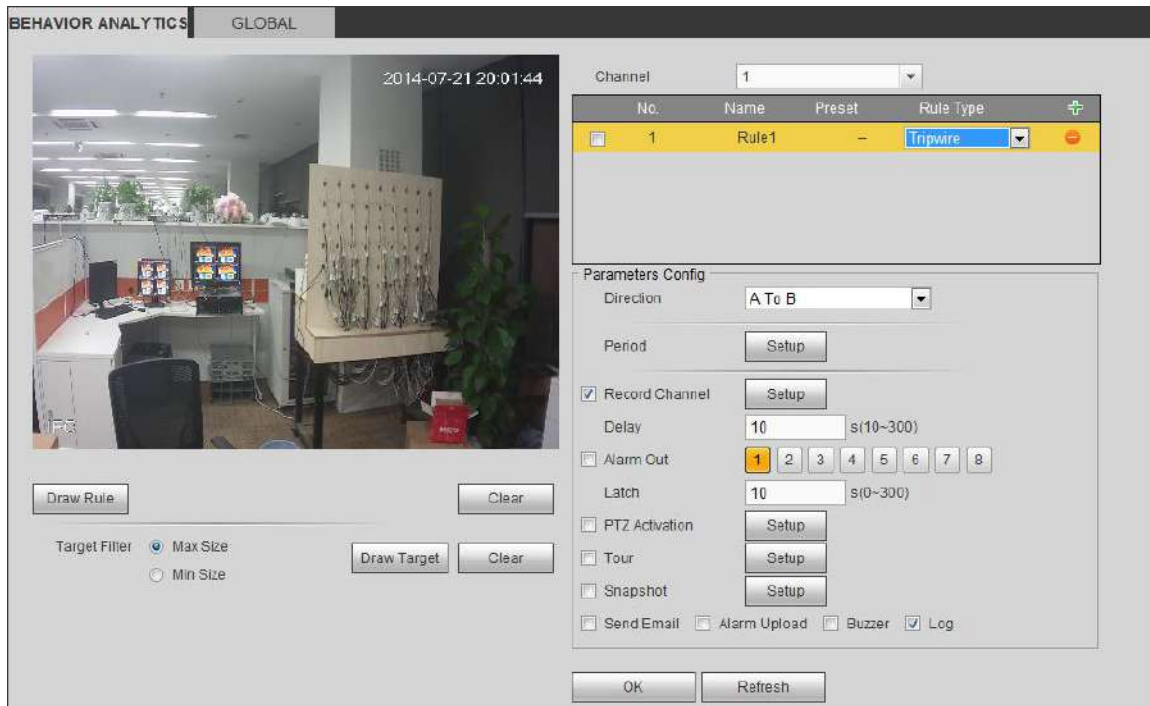 BEHAVIOR ANALYTICS GLOBAL
2014-07-21 20:01:44
IPC
Draw Rule Clear
Target Filter Max Size
Min Size
Draw Target Clear
Channel 1
No. Name Preset Rule Type
1 Rule1 – Tripwire
Parameters Config
Direction A To B
Period Setup
Record Channel Setup
Delay 10 s(10~300)
Alarm Out 1 2 3 4 5 6 7 8
Latch 10 s(0~300)
PTZ Activation Setup
Tour Setup
Snapshot Setup
Send Email Alarm Upload Buzzer Log
OK Refresh